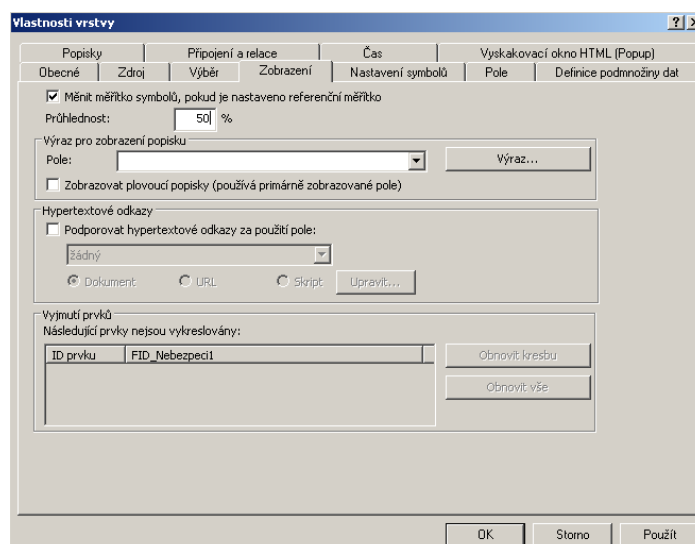 Vlastnosti vrstvy
Popisky Připojení a relace Čas Vyskakovací okno HTML (Popup)
Obecné Zdroj Výběr Zobrazení Nastavení symbolů Pole Definice podmnožiny dat
Měnit měřítko symbolů, pokud je nastaveno referenční měřítko
Průhlednost: 50 %
Výraz pro zobrazení popisku
Pole: Výraz...
Zobrazovat plovoucí popisky (používá primárně zobrazované pole)
Hypertextové odkazy
Podporovat hypertextové odkazy za použití pole:
žádný
Dokument URL Skript Upravit...
Vyjmutí prvků
Následující prvky nejsou vykreslovány:
ID prvku FID_Nebezpeci1 Obnovit kresbu
Obnovit vše
OK Storno Použít